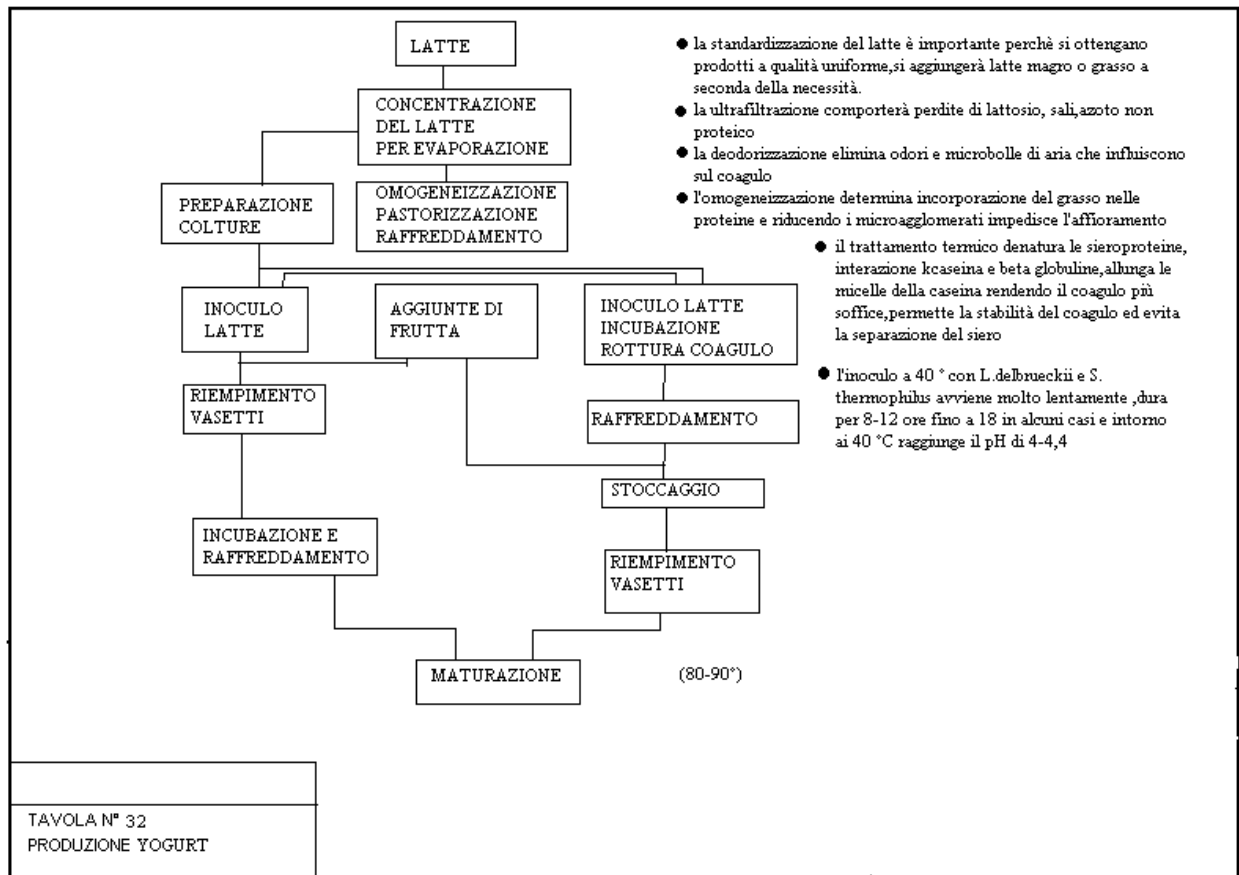 LATTE
CONCENTRAZIONE
DEL LATTE
PER EVAPORAZIONE
OMOGENEIZZAZIONE
PASTORIZZAZIONE
RAFFREDDAMENTO
PREPARAZIONE
COLTURE
INOCULO
LATTE
AGGIUNTE DI
FRUTTA
INOCULO LATTE
INCUBAZIONE
ROTTURA COAGULO
RIEMPIMENTO
VASETTI
RAFFREDDAMENTO
STOCCAGGIO
INCUBAZIONE E
RAFFREDDAMENTO
RIEMPIMENTO
VASETTI
MATURAZIONE
(80-90°)
● la standardizzazione del latte è importante perchè si ottengano
prodotti a qualità uniforme,si aggiungerà latte magro o grasso a
seconda della necessità.
● la ultrafiltrazione comporterà perdite di lattosio, sali,azoto non
proteico
● la deodorizzazione elimina odori e microbolle di aria che influiscono
sul coagulo
● l'omogeneizzazione determina incorporazione del grasso nelle
proteine e riducendo i microagglomerati impedisce l'affioramento
● il trattamento termico denatura le sieroproteine,
interazione kcaseina e beta globuline,allunga le
micelle della caseina rendendo il coagulo più
soffice,permette la stabilità del coagulo ed evita
la separazione del siero
● l'inoculo a 40 ° con L.delbrueckii e S.
thermophilus avviene molto lentamente ,dura
per 8-12 ore fino a 18 in alcuni casi e intorno
ai 40 °C raggiunge il pH di 4-4,4
TAVOLA N° 32
PRODUZIONE YOGURT